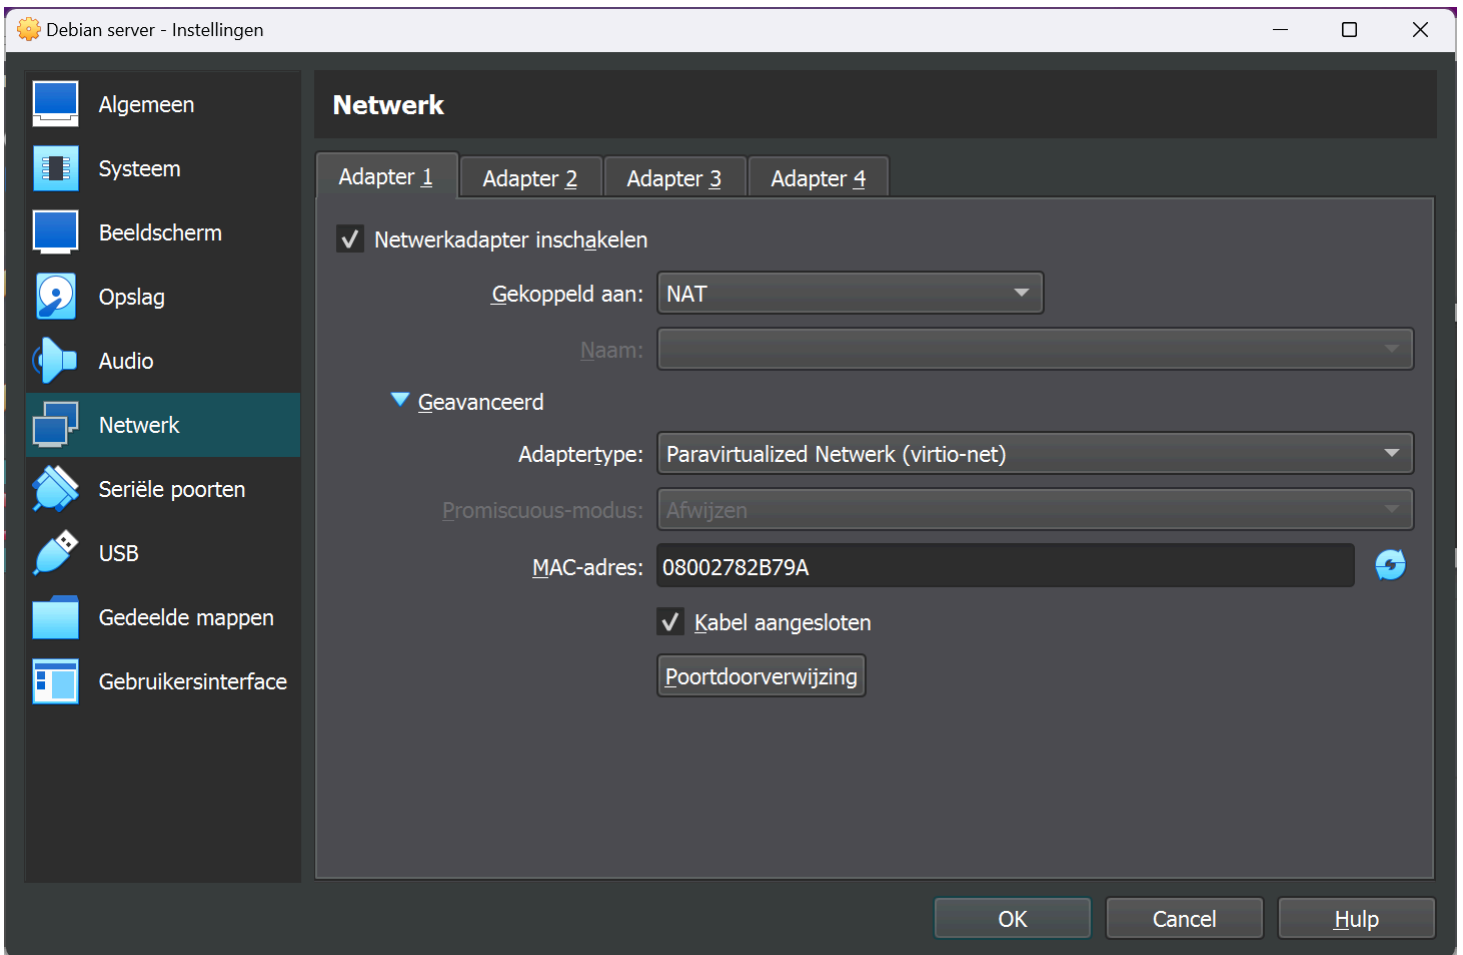 Debian server - Instellingen
Algemeen
Systeem
Beeldscherm
Opslag
Audio
Netwerk
Seriële poorten
USB
Gedeelde mappen
Gebruikersinterface
Netwerk
Adapter 1 Adapter 2 Adapter 3 Adapter 4
Netwerkadapter inschakelen
Gekoppeld aan: NAT
Naam:
Geavanceerd
Adaptertype: Paravirtualized Netwerk (virtio-net)
Promiscuous-modus: Afwijzen
MAC-adres: 08002782B79A
Kabel aangesloten
Poortdoorverwijzing
OK Cancel Hulp